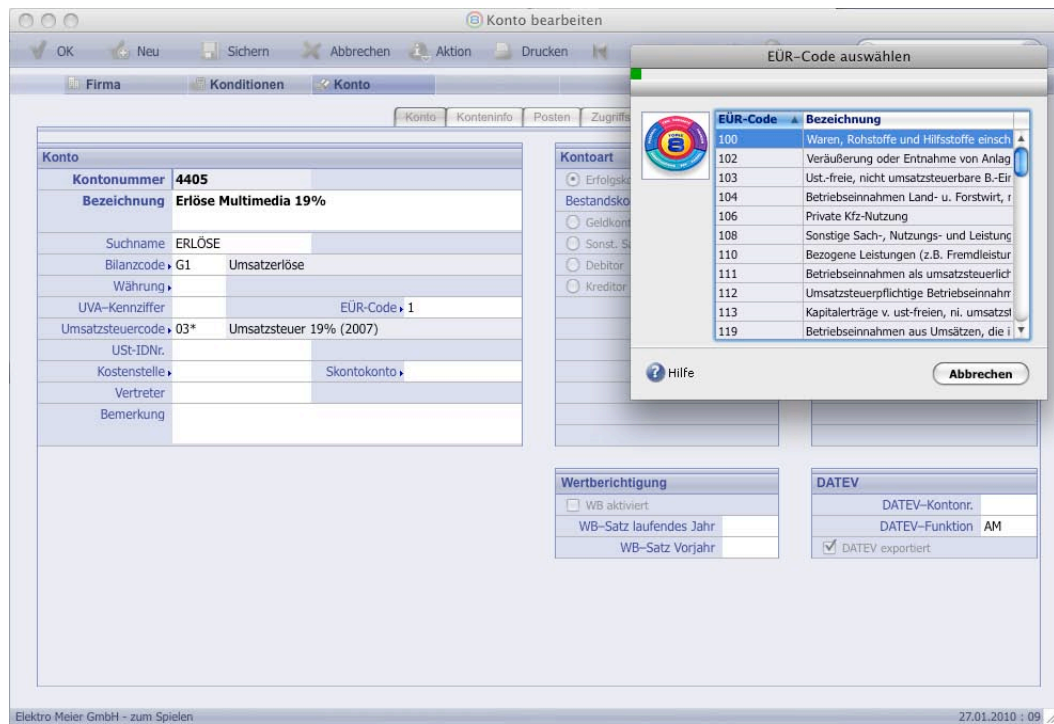 Konto bearbeiten
OK Neu Sichern Abbrechen Aktion Drucken
Firma Konditionen Konto
Konto Konteninfo Posten Zugriffs
Konto
Kontonummer 4405
Bezeichnung Erlöse Multimedia 19%
Suchname ERLÖSE
Bilanzcode G1 Umsatzerlöse
Währung
UVA-Kennziffer EÜR-Code 1
Umsatzsteuercode 03* Umsatzsteuer 19% (2007)
USt-IDNr.
Kostenstelle Skontokonto
Vertreter
Bemerkung
Kontoart
Erfolgsko
Bestandsko
Geldkont
Sonst. S
Debitor
Kreditor
EÜR-Code auswählen
EÜR-Code Bezeichnung
100 Waren, Rohstoffe und Hilfsstoffe einsch
102 Veräußerung oder Entnahme von Anlag
103 Ust.-freie, nicht umsatzsteuerbare B.-Eir
104 Betriebseinnahmen Land- u. Forstwirt, r
106 Private Kfz-Nutzung
108 Sonstige Sach-, Nutzungs- und Leistung
110 Bezogene Leistungen (z.B. Fremdleistur
111 Betriebseinnahmen als umsatzsteuerlich
112 Umsatzsteuerpflichtige Betriebseinnahm
113 Kapitalerträge v. ust-freien, ni. umsatzst
119 Betriebseinnahmen aus Umsätzen, die i
Hilfe Abbrechen
Wertberichtigung
WB aktiviert
WB-Satz laufendes Jahr
WB-Satz Vorjahr
DATEV
DATEV-Kontonr.
DATEV-Funktion AM
DATEV exportiert
Elektro Meier GmbH - zum Spielen 27.01.2010 : 09